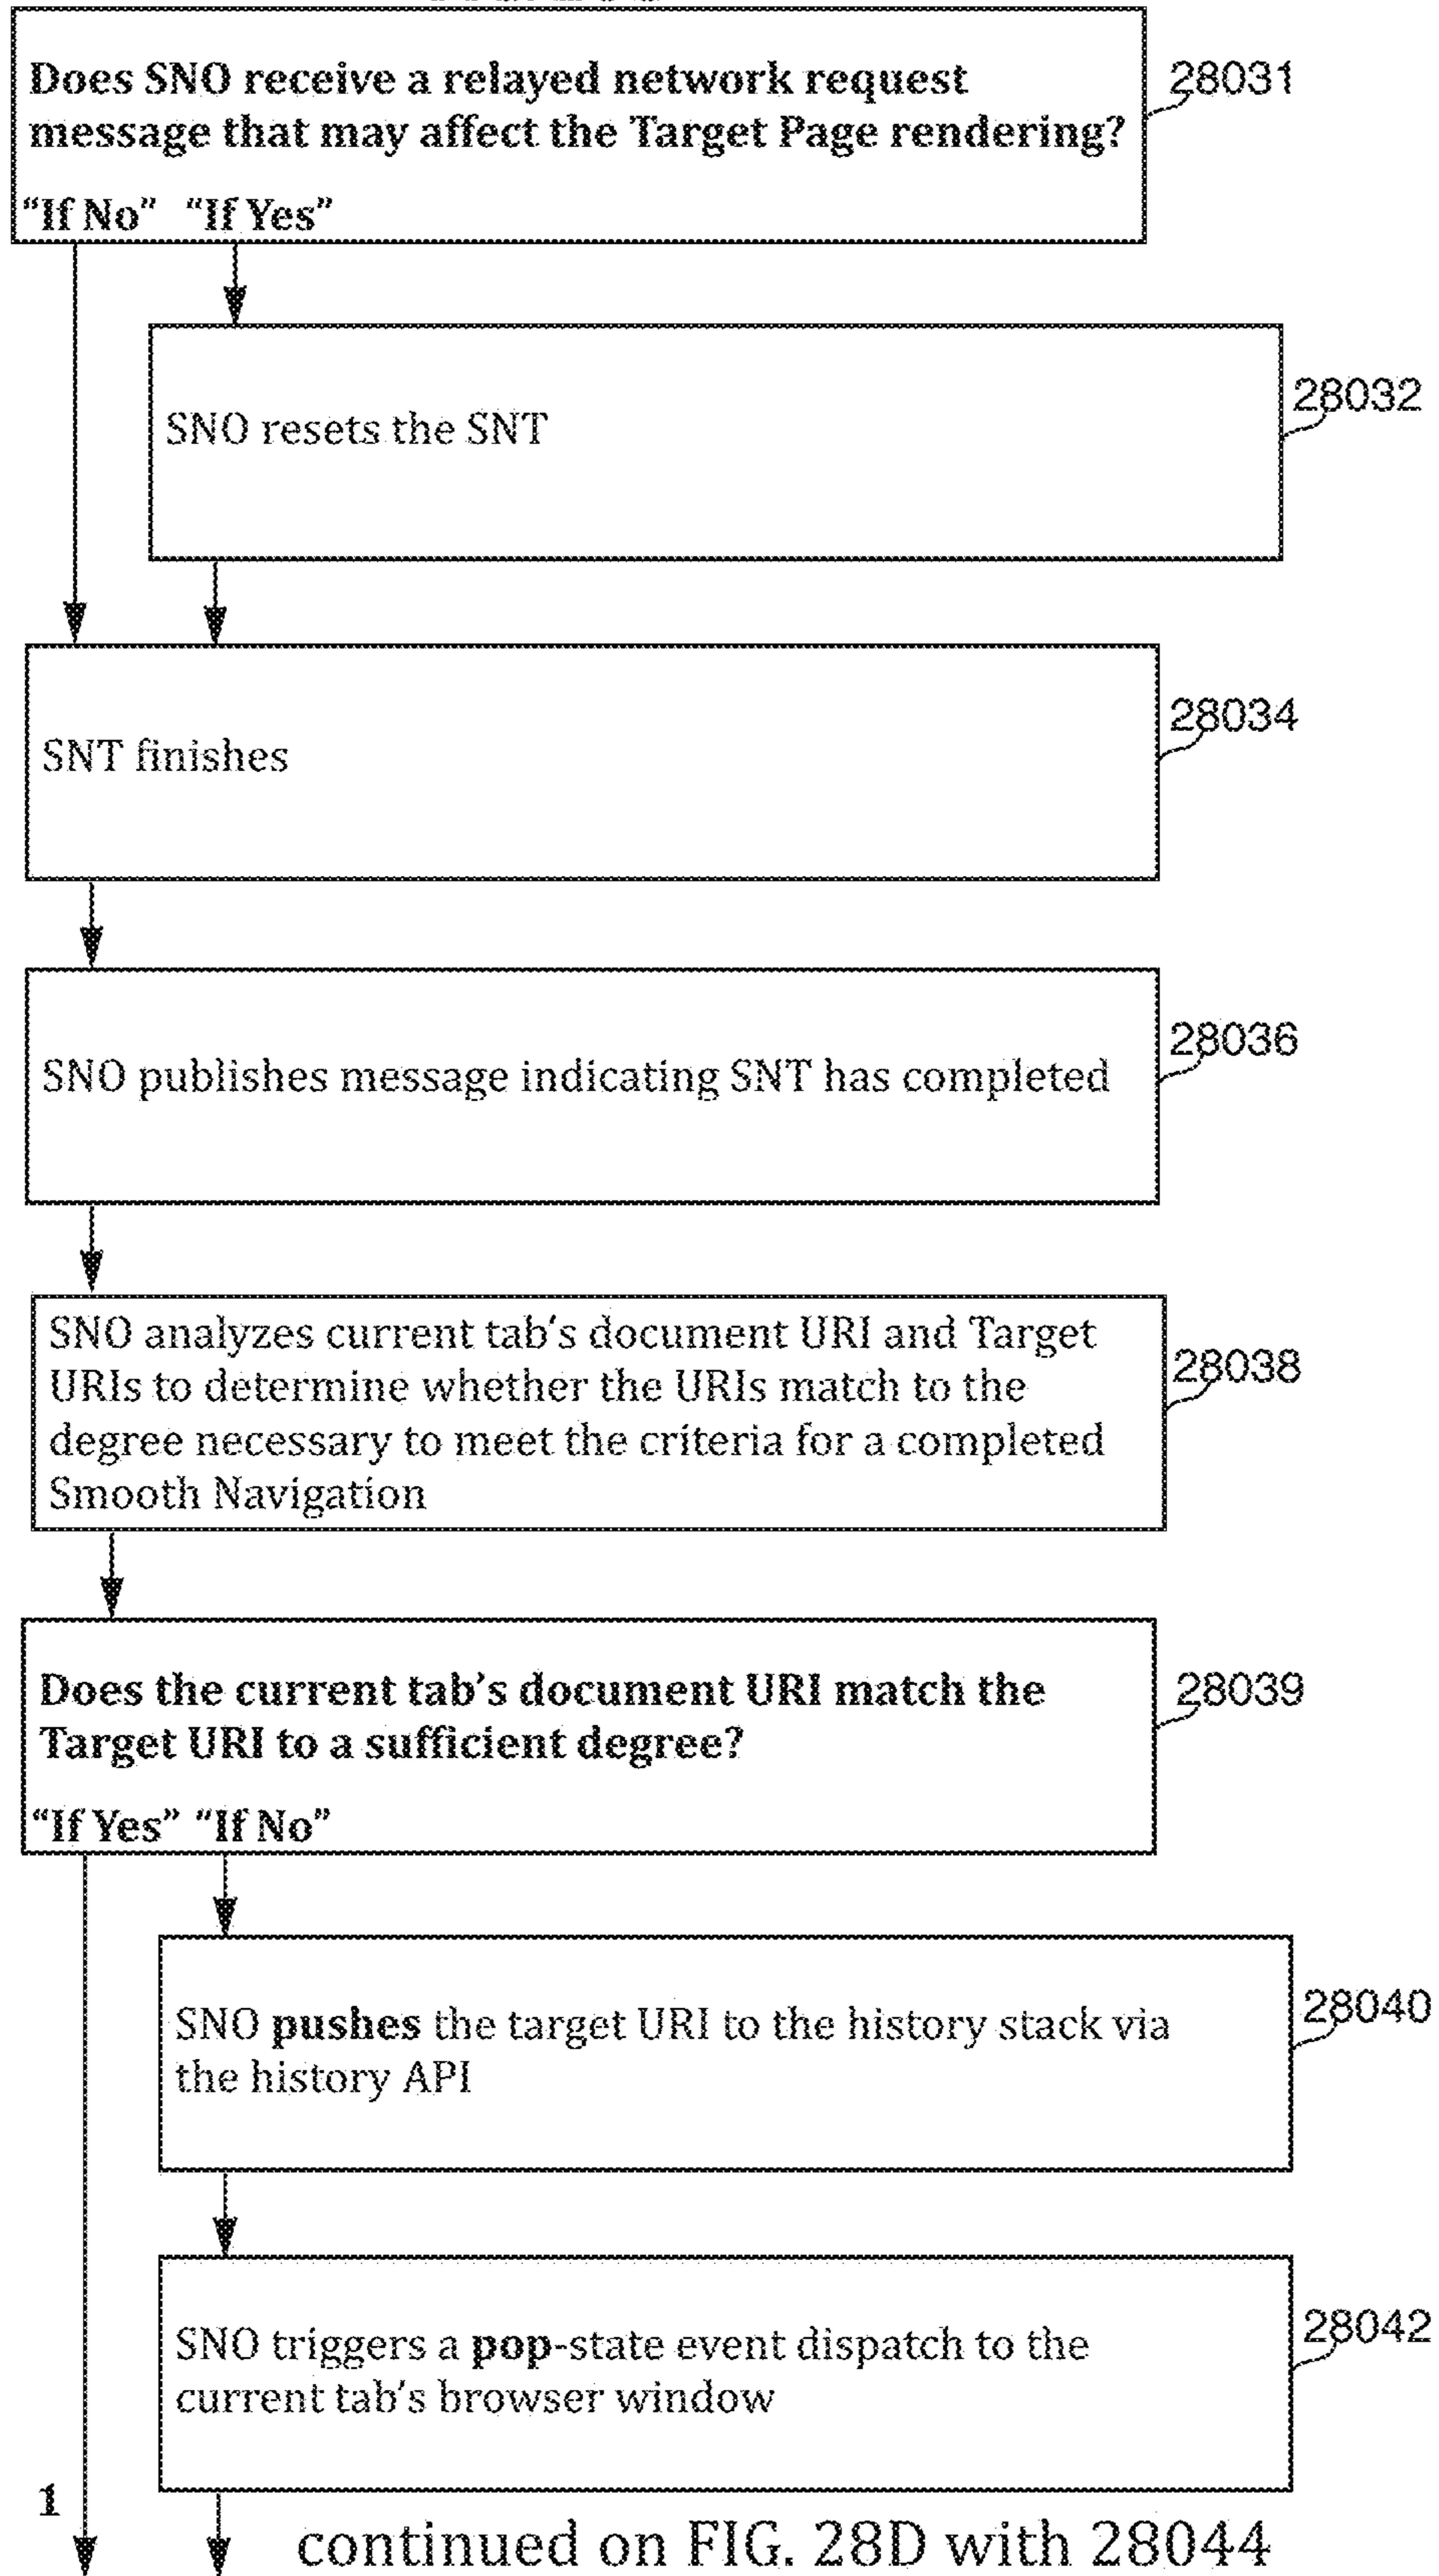 Does SNO receive a relayed network request
message that may affect the Target Page rendering?
“If No” “If Yes”
28031
SNO resets the SNT
28032
SNT finishes
28034
SNO publishes message indicating SNT has completed
28036
SNO analyzes current tab's document URI and Target
URIs to determine whether the URIs match to the
degree necessary to meet the criteria for a completed
Smooth Navigation
28038
Does the current tab's document URI match the
Target URI to a sufficient degree?
“If Yes” “If No”
28039
SNO pushes the target URI to the history stack via
the history API
28040
SNO triggers a pop-state event dispatch to the
current tab's browser window
28042
1
continued on FIG. 28D with 28044